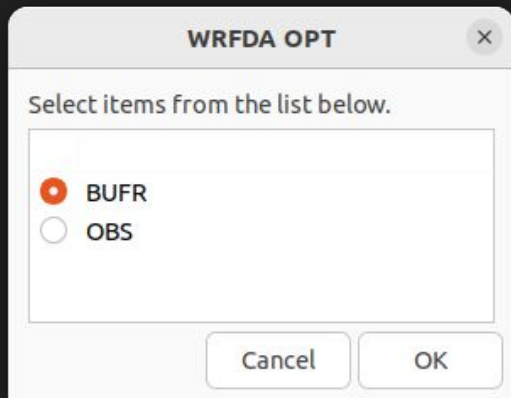 WRFDA OPT
Select items from the list below.
BUFR
OBS
Cancel OK